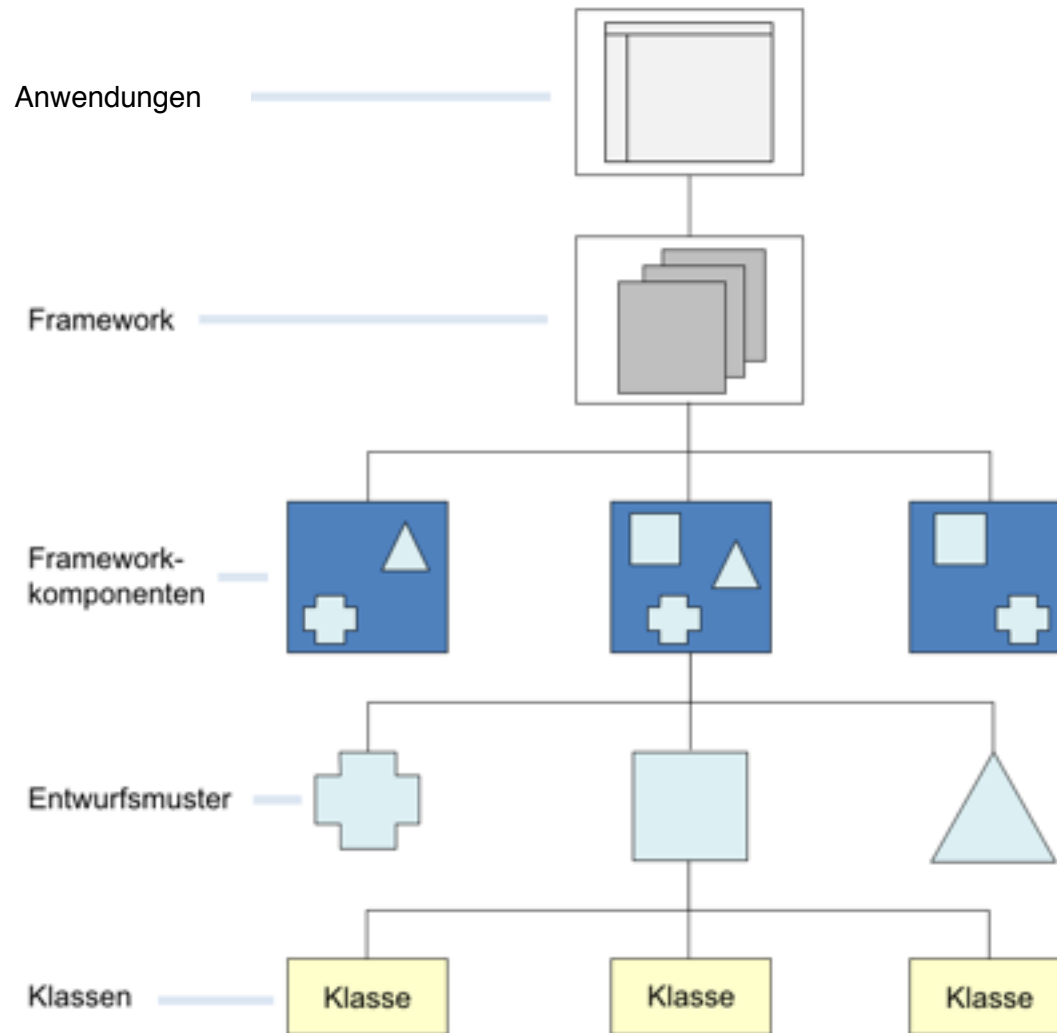 Anwendungen
Framework
Framework-
komponenten
Entwurfsmuster
Klassen
Klasse
Klasse
Klasse